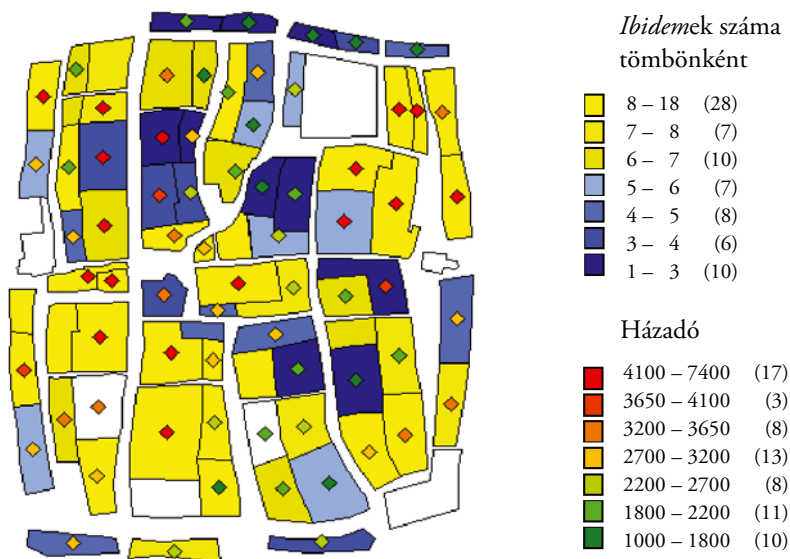 Ibidemek száma
tömbönként
8 – 18 (28)
7 – 8 (7)
6 – 7 (10)
5 – 6 (7)
4 – 5 (8)
3 – 4 (6)
1 – 3 (10)
Házadó
4100 – 7400 (17)
3650 – 4100 (3)
3200 – 3650 (8)
2700 – 3200 (13)
2200 – 2700 (8)
1800 – 2200 (11)
1000 – 1800 (10)